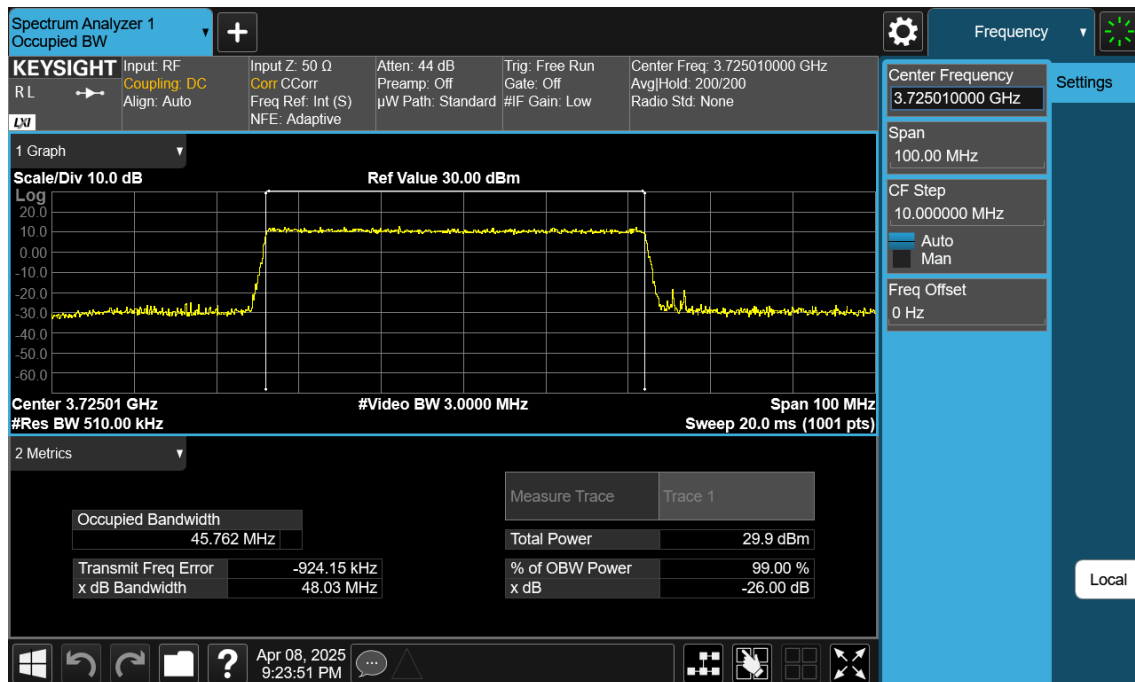 Spectrum Analyzer 1
Occupied BW
+
Frequency
KEYSIGHT
R L
LXI
Input: RF
Coupling: DC
Align: Auto
Input Z: 50 Ω
Corr CCorr
Freq Ref: Int (S)
NFE: Adaptive
Atten: 44 dB
Preamp: Off
µW Path: Standard
Trig: Free Run
Gate: Off
#IF Gain: Low
Center Freq: 3.725010000 GHz
Avg|Hold: 200/200
Radio Std: None
1 Graph
Scale/Div 10.0 dB
Ref Value 30.00 dBm
Log
20.0
10.0
0.00
-10.0
-20.0
-30.0
-40.0
-50.0
-60.0
Center 3.72501 GHz
#Video BW 3.0000 MHz
Span 100 MHz
#Res BW 510.00 kHz
Sweep 20.0 ms (1001 pts)
2 Metrics
Measure Trace
Trace 1
Occupied Bandwidth
45.762 MHz
Total Power
29.9 dBm
Transmit Freq Error
-924.15 kHz
% of OBW Power
99.00 %
x dB Bandwidth
48.03 MHz
x dB
-26.00 dB
Center Frequency
3.725010000 GHz
Settings
Span
100.00 MHz
CF Step
10.000000 MHz
Auto
Man
Freq Offset
0 Hz
Local
?
Apr 08, 2025
9:23:51 PM